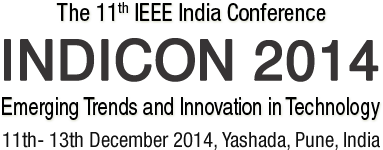 The 11th IEEE India Conference
INDICON 2014
Emerging Trends and Innovation in Technology
11th- 13th December 2014, Yashada, Pune, India